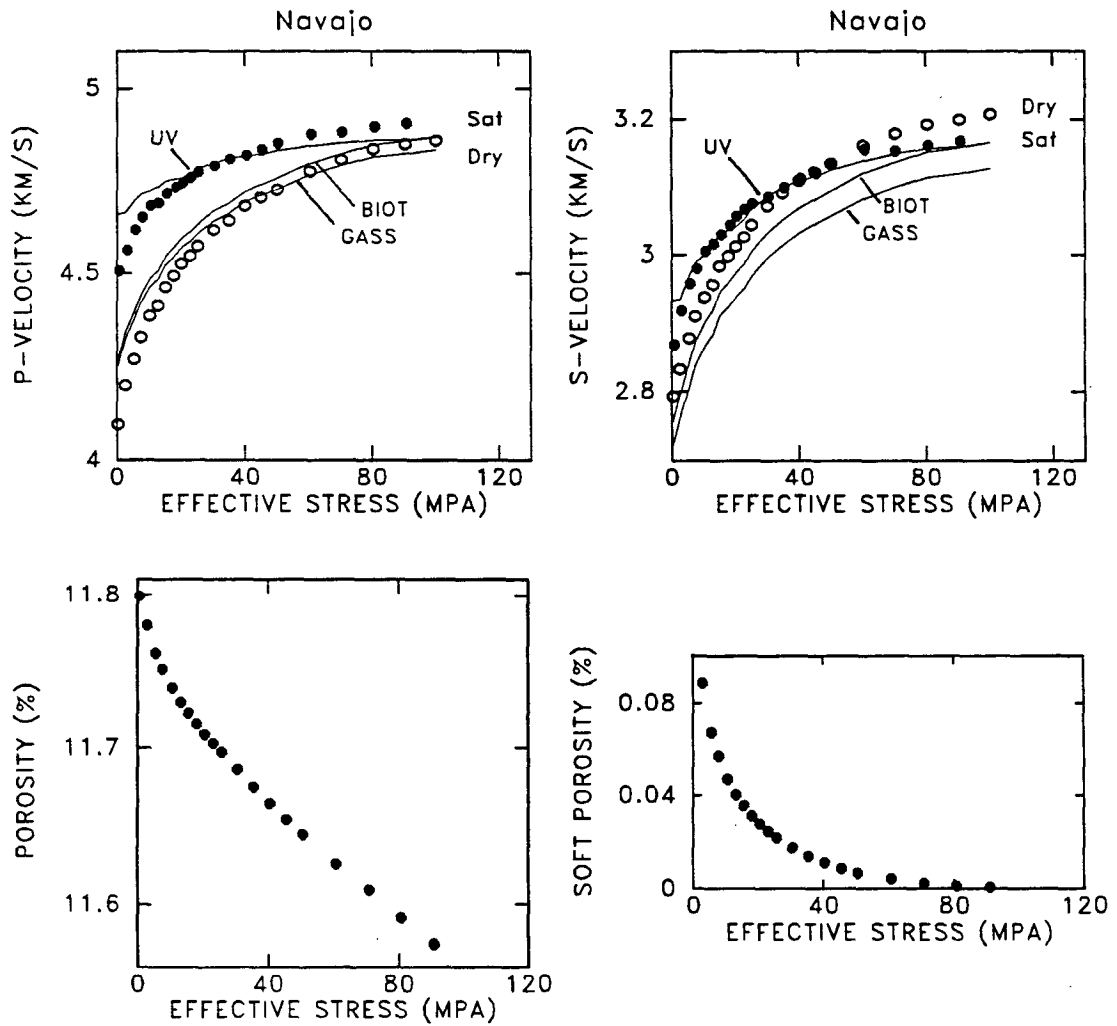 Navajo
P-VELOCITY (KM/S)
5
4.5
4
UV
Sat
Dry
BIOT
GASS
0
40
80
120
EFFECTIVE STRESS (MPA)
Navajo
S-VELOCITY (KM/S)
3.2
3
2.8
UV
Dry
Sat
BIOT
GASS
0
40
80
120
EFFECTIVE STRESS (MPA)
POROSITY (%)
11.8
11.7
11.6
0
40
80
120
EFFECTIVE STRESS (MPA)
SOFT POROSITY (%)
0.08
0.04
0
0
40
80
120
EFFECTIVE STRESS (MPA)